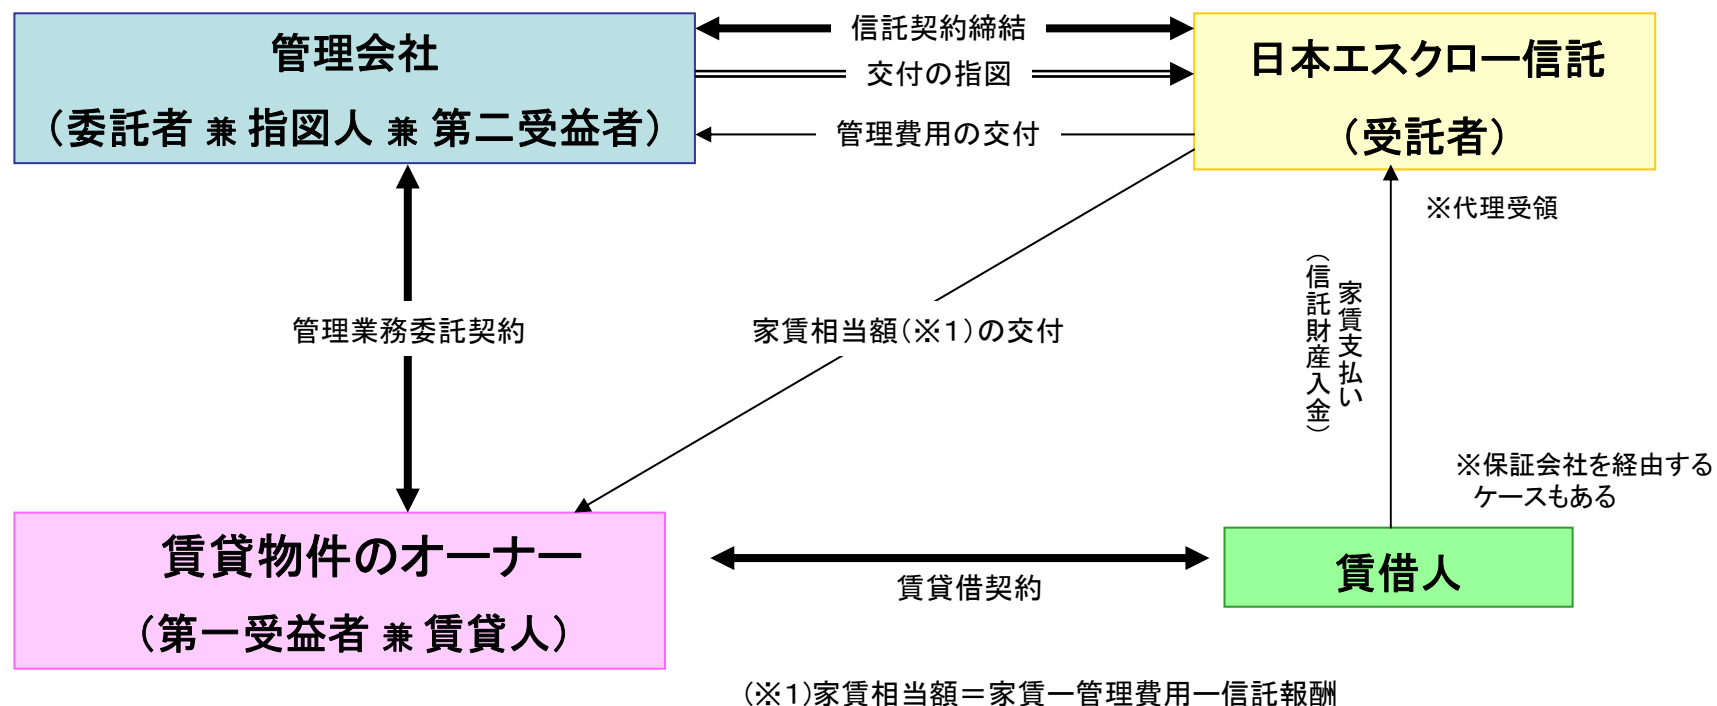 管理会社
（委託者 兼 指図人 兼 第二受益者）
信託契約締結
交付の指図
管理費用の交付
日本エスクロー信託
（受託者）
※代理受領
管理業務委託契約
家賃相当額（※１）の交付
家賃支払い
（信託財産入金）
※保証会社を経由する
ケースもある
賃貸物件のオーナー
（第一受益者 兼 賃貸人）
賃貸借契約
賃借人
(※1)家賃相当額＝家賃ー管理費用ー信託報酬